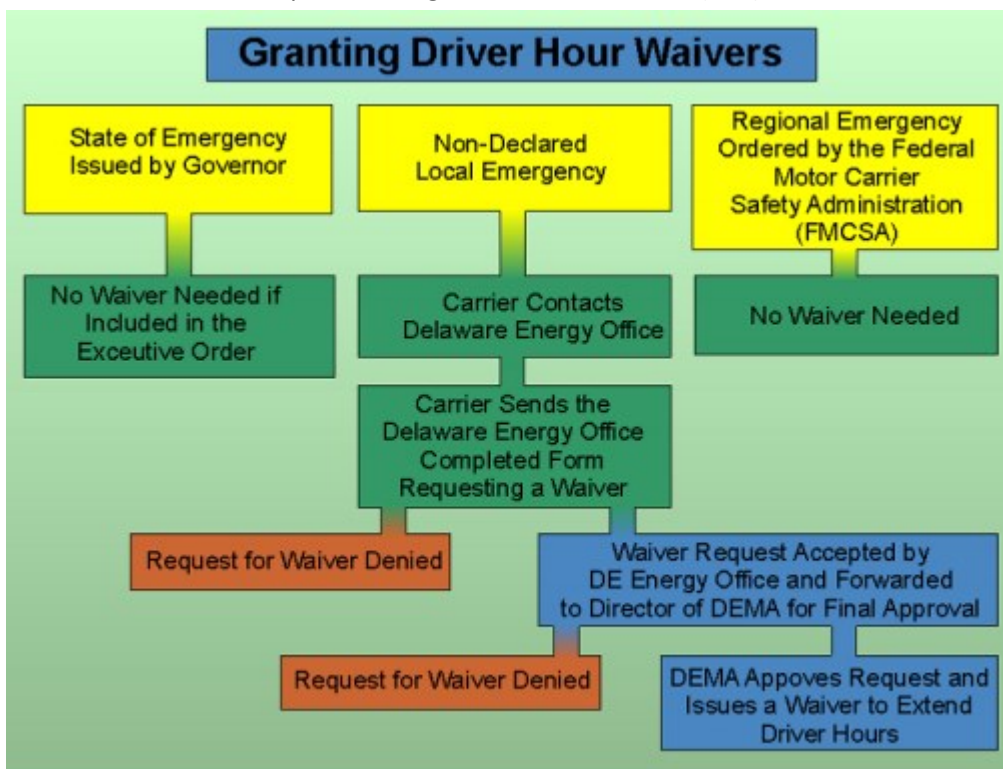 Granting Driver Hour Waivers
State of Emergency
Issued by Governor
Non-Declared
Local Emergency
Regional Emergency
Ordered by the Federal
Motor Carrier
Safety Administration
(FMCSA)
No Waiver Needed if
Included in the
Exceutive Order
Carrier Contacts
Delaware Energy Office
No Waiver Needed
Carrier Sends the
Delaware Energy Office
Completed Form
Requesting a Waiver
Request for Waiver Denied
Waiver Request Accepted by
DE Energy Office and Forwarded
to Director of DEMA for Final Approval
Request for Waiver Denied
DEMA Appoves Request and
Issues a Waiver to Extend
Driver Hours